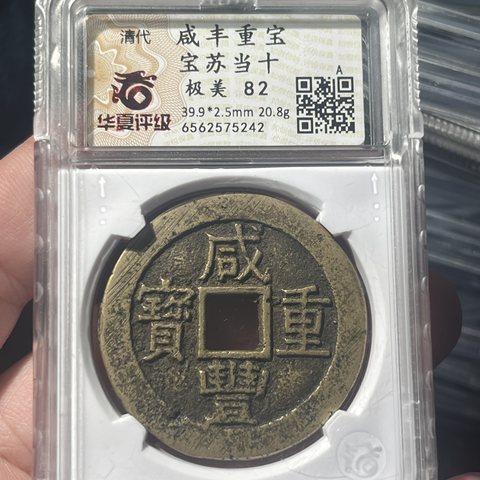 清代
华夏评级
咸丰重宝
宝苏当十
极美 82
39.9*2.5mm 20.8g
6562575242
A
咸
豐
重
寶